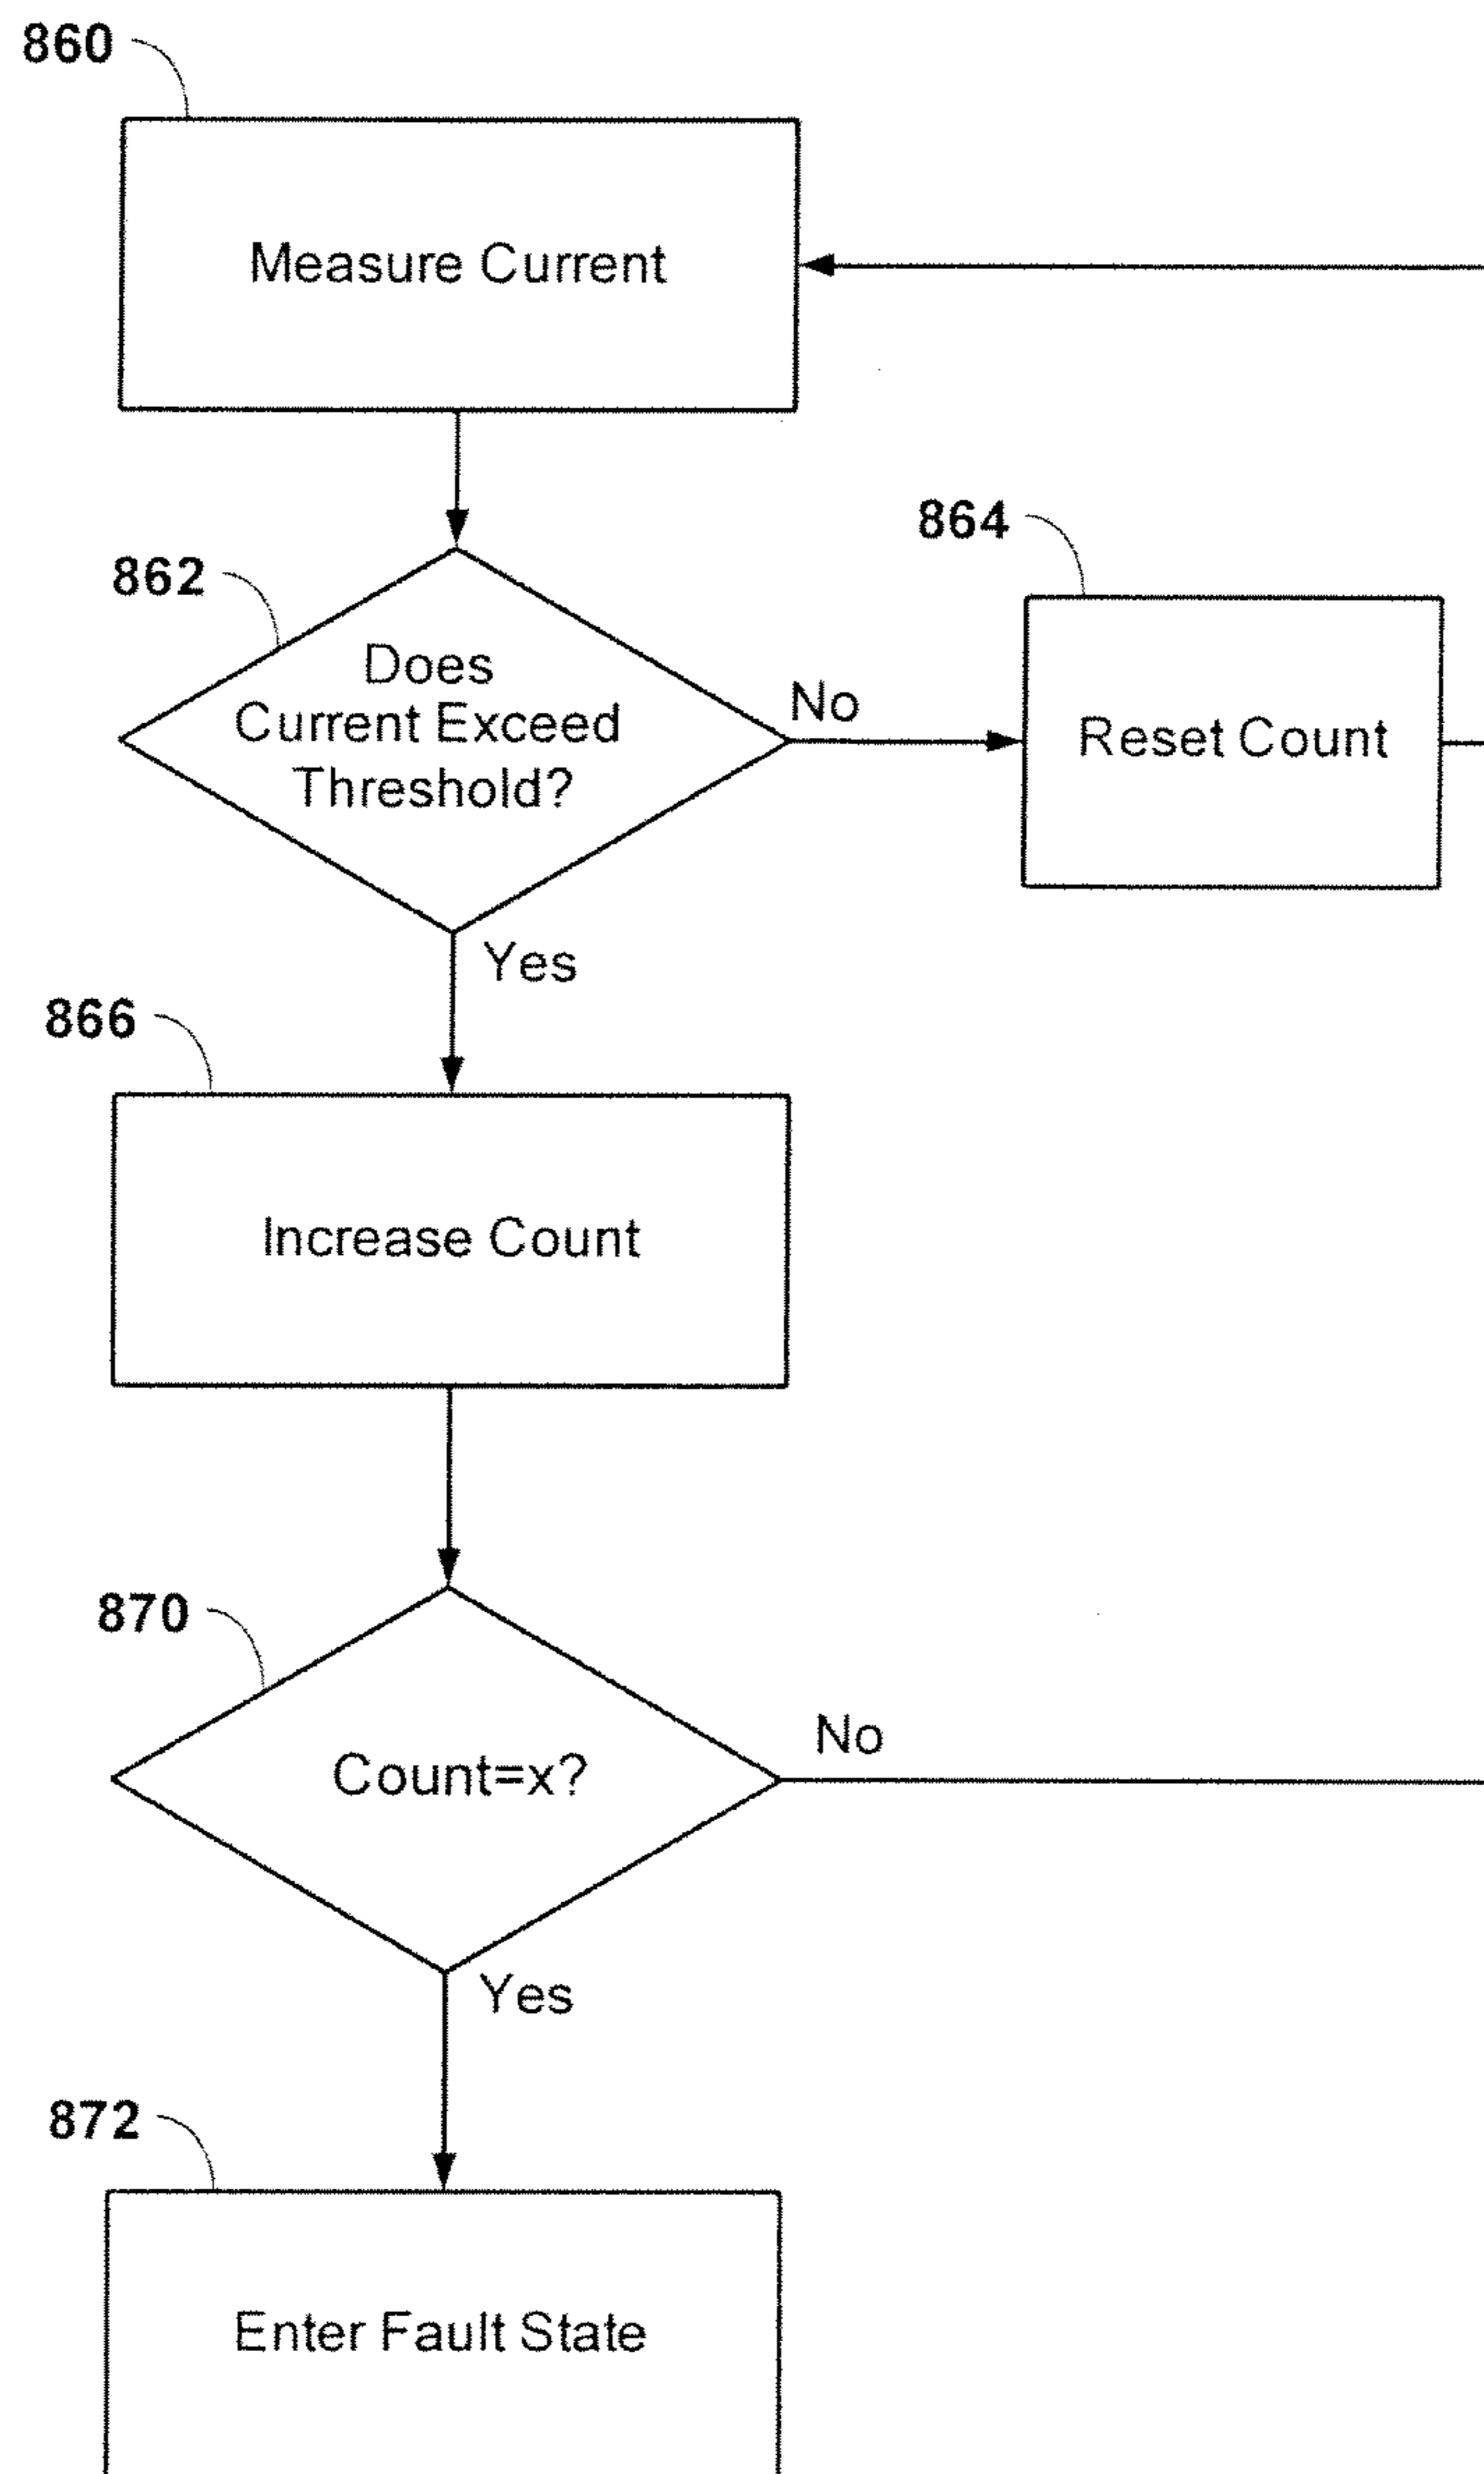 860
Measure Current
862
Does
Current Exceed
Threshold?
No
864
Reset Count
Yes
866
Increase Count
870
Count=x?
No
Yes
872
Enter Fault State